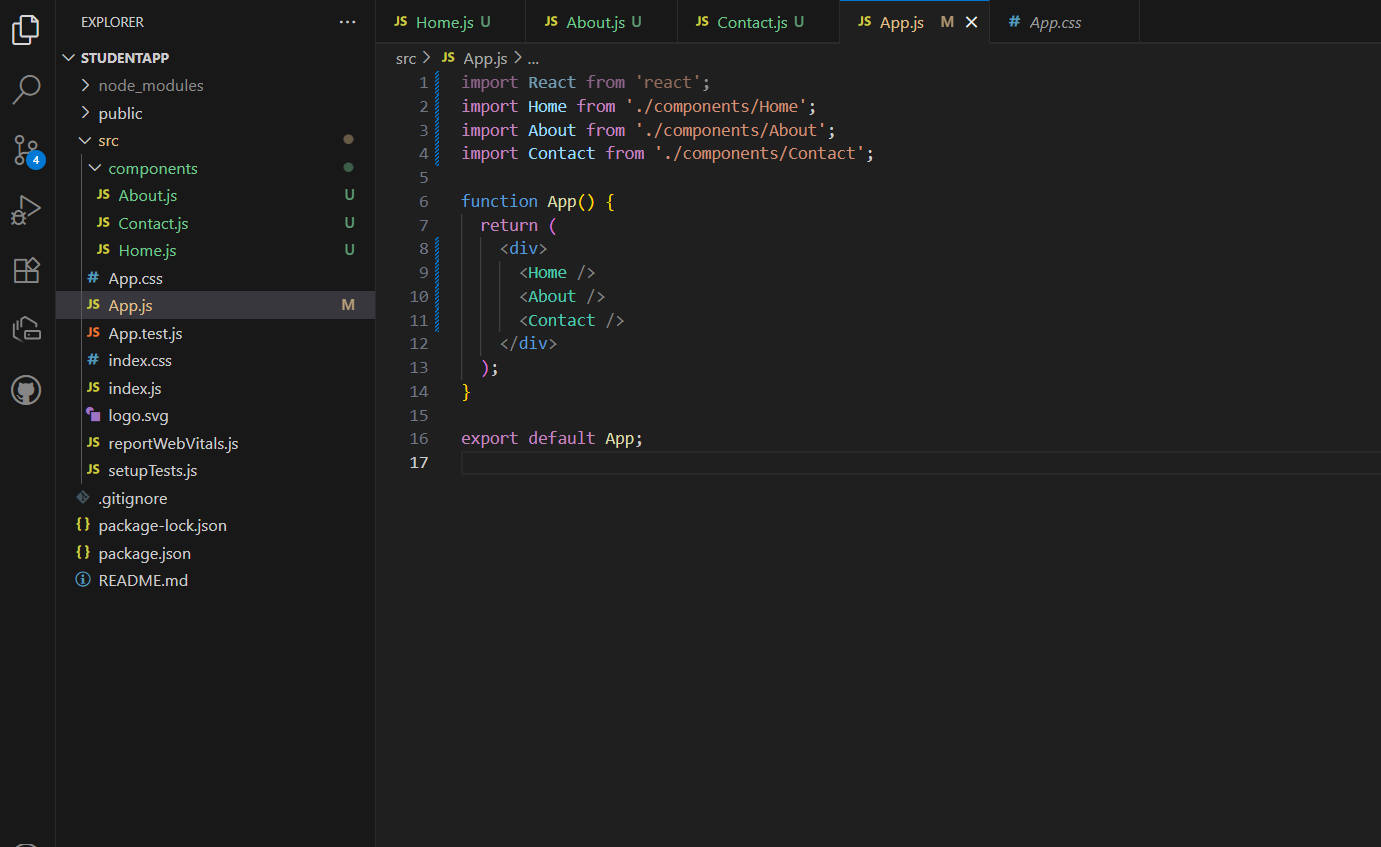 EXPLORER ...
STUDENTAPP
node_modules
public
src
components
JS About.js U
JS Contact.js U
JS Home.js U
# App.css
JS App.js M
JS App.test.js
# index.css
JS index.js
logo.svg
JS reportWebVitals.js
JS setupTests.js
.gitignore
{} package-lock.json
{} package.json
README.md
4
JS Home.js U
JS About.js U
JS Contact.js U
JS App.js M
# App.css
src > JS App.js > ...
1 import React from 'react';
2 import Home from './components/Home';
3 import About from './components/About';
4 import Contact from './components/Contact';
5
6 function App() {
7 return (
8 <div>
9 <Home />
10 <About />
11 <Contact />
12 </div>
13 );
14 }
15
16 export default App;
17